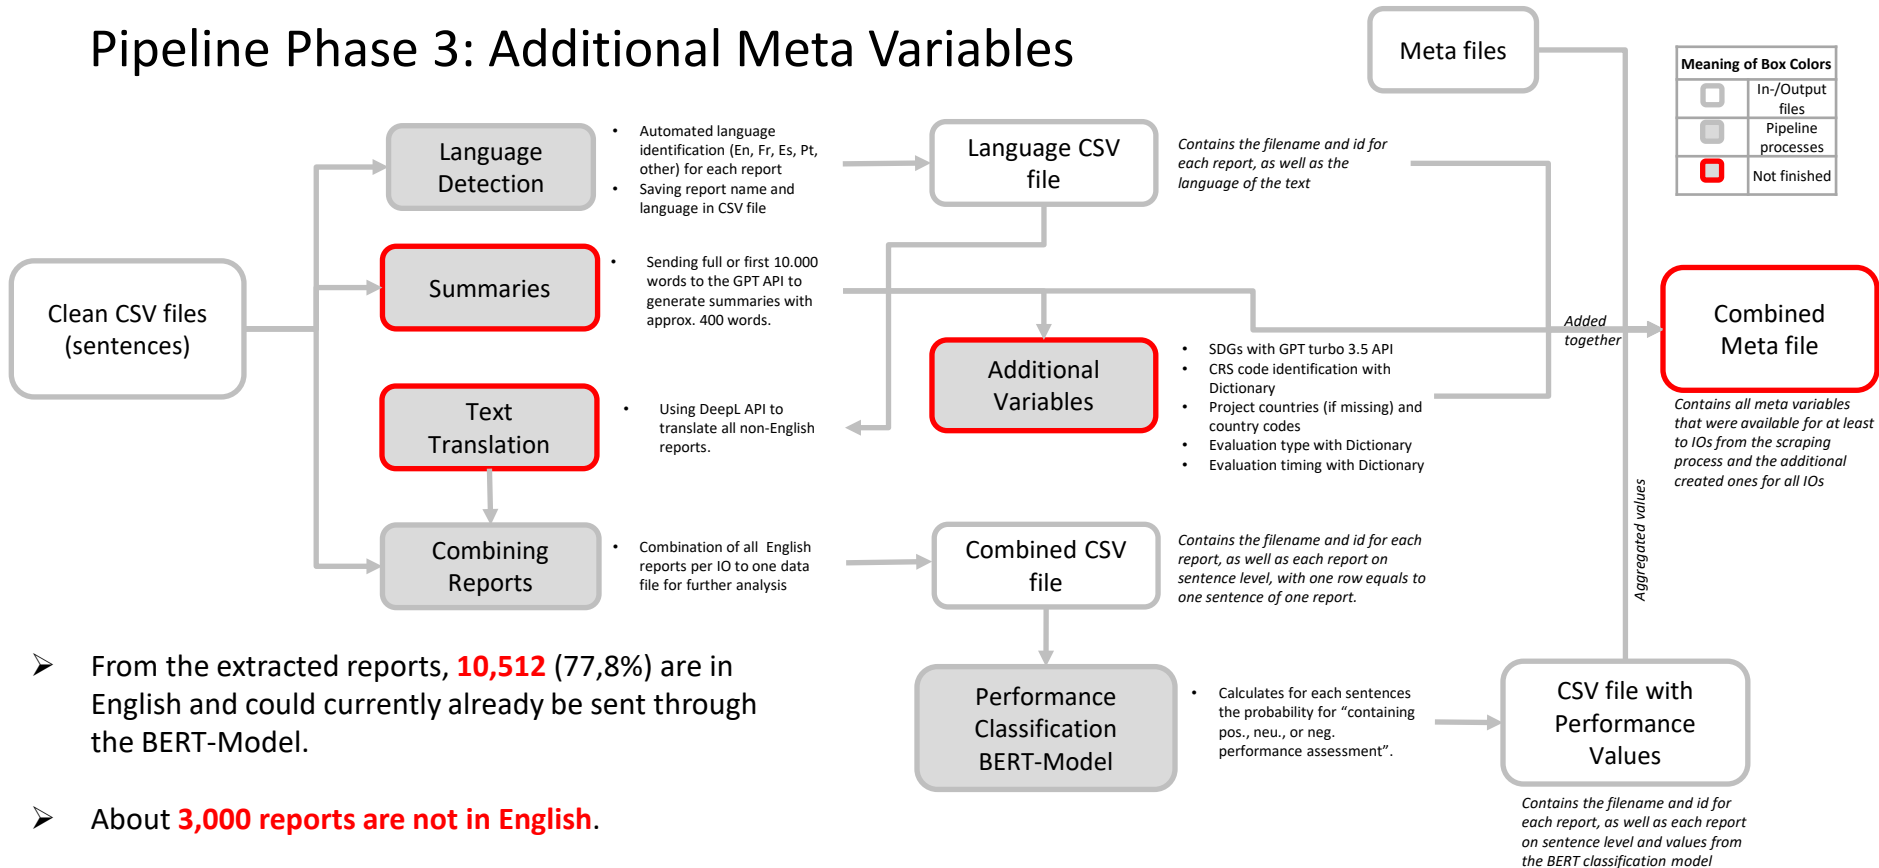 Pipeline Phase 3: Additional Meta Variables
Meta files
Meaning of Box Colors
In-/Output
files
Pipeline
processes
Not finished
Language
Detection
• Automated language
identification (En, Fr, Es, Pt,
other) for each report
• Saving report name and
language in CSV file
Language CSV
file
Contains the filename and id for
each report, as well as the
language of the text
Clean CSV files
(sentences)
Summaries
• Sending full or first 10.000
words to the GPT API to
generate summaries with
approx. 400 words.
Additional
Variables
• SDGs with GPT turbo 3.5 API
• CRS code identification with
Dictionary
• Project countries (if missing) and
country codes
• Evaluation type with Dictionary
• Evaluation timing with Dictionary
Added
together
Combined
Meta file
Contains all meta variables
that were available for at least
to IOs from the scraping
process and the additional
created ones for all IOs
Text
Translation
• Using DeepL API to
translate all non-English
reports.
Combining
Reports
• Combination of all English
reports per IO to one data
file for further analysis
Combined CSV
file
Contains the filename and id for each
report, as well as each report on
sentence level, with one row equals to
one sentence of one report.
Aggregated values
Performance
Classification
BERT-Model
• Calculates for each sentences
the probability for “containing
pos., neu., or neg.
performance assessment”.
CSV file with
Performance
Values
Contains the filename and id for
each report, as well as each report
on sentence level and values from
the BERT classification model
➢ From the extracted reports, 10,512 (77,8%) are in
English and could currently already be sent through
the BERT-Model.
➢ About 3,000 reports are not in English.